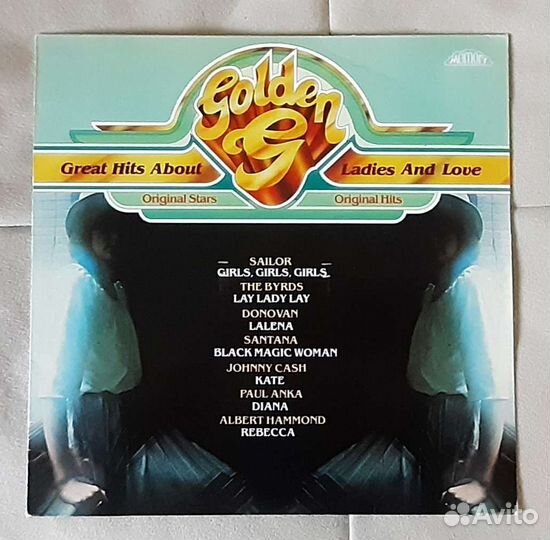 Memory
Golden
G
Great Hits About Ladies And Love
Original Stars Original Hits
SAILOR
GIRLS, GIRLS, GIRLS
THE BYRDS
LAY LADY LAY
DONOVAN
LALENA
SANTANA
BLACK MAGIC WOMAN
JOHNNY CASH
KATE
PAUL ANKA
DIANA
ALBERT HAMMOND
REBECCA
Avito